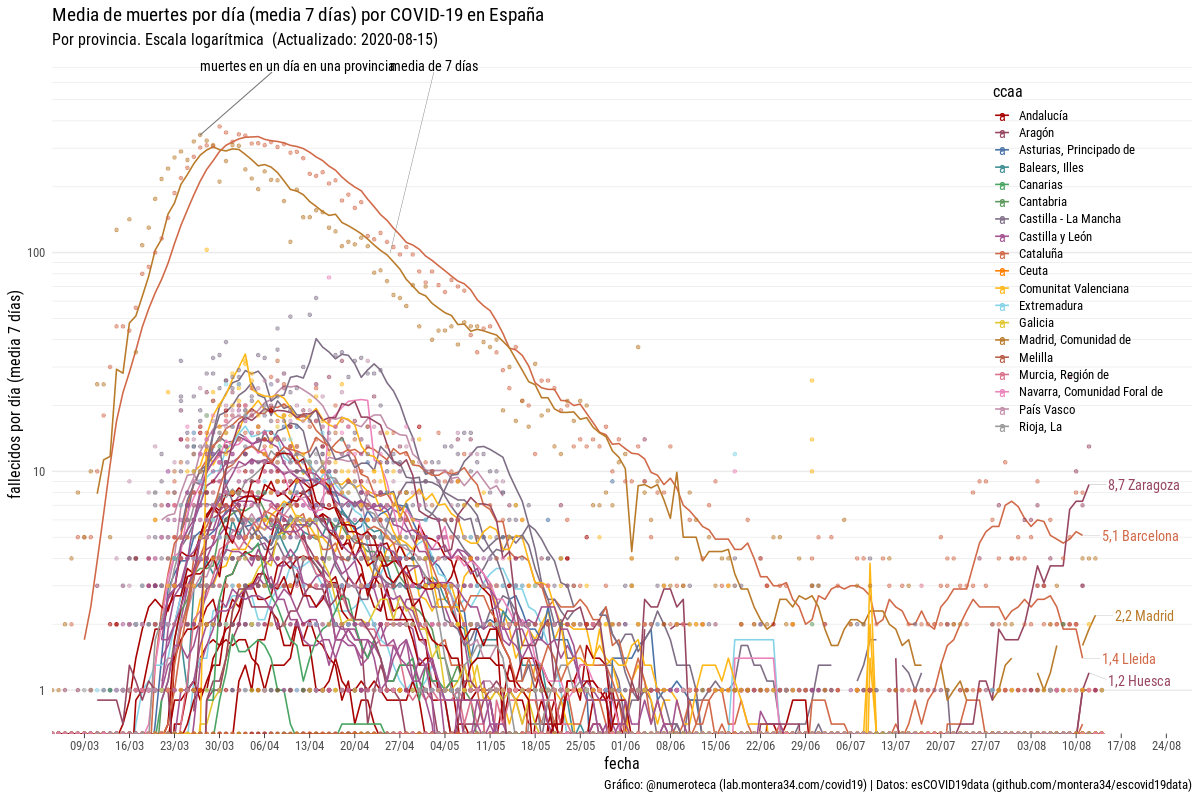 Media de muertes por día (media 7 días) por COVID-19 en España
Por provincia. Escala logarítmica (Actualizado: 2020-08-15)
muertes en un día en una provincia
media de 7 días
ccaa
Andalucía
Aragón
Asturias, Principado de
Balears, Illes
Canarias
Cantabria
Castilla - La Mancha
Castilla y León
Cataluña
Ceuta
Comunitat Valenciana
Extremadura
Galicia
Madrid, Comunidad de
Melilla
Murcia, Región de
Navarra, Comunidad Foral de
País Vasco
Rioja, La
fallecidos por día (media 7 días)
100
10
1
8,7 Zaragoza
5,1 Barcelona
2,2 Madrid
1,4 Lleida
1,2 Huesca
09/03 16/03 23/03 30/03 06/04 13/04 20/04 27/04 04/05 11/05 18/05 25/05 01/06 08/06 15/06 22/06 29/06 06/07 13/07 20/07 27/07 03/08 10/08 17/08 24/08
fecha
Gráfico: @numeroteca (lab.montera34.com/covid19) | Datos: esCOVID19data (github.com/montera34/escovid19data)